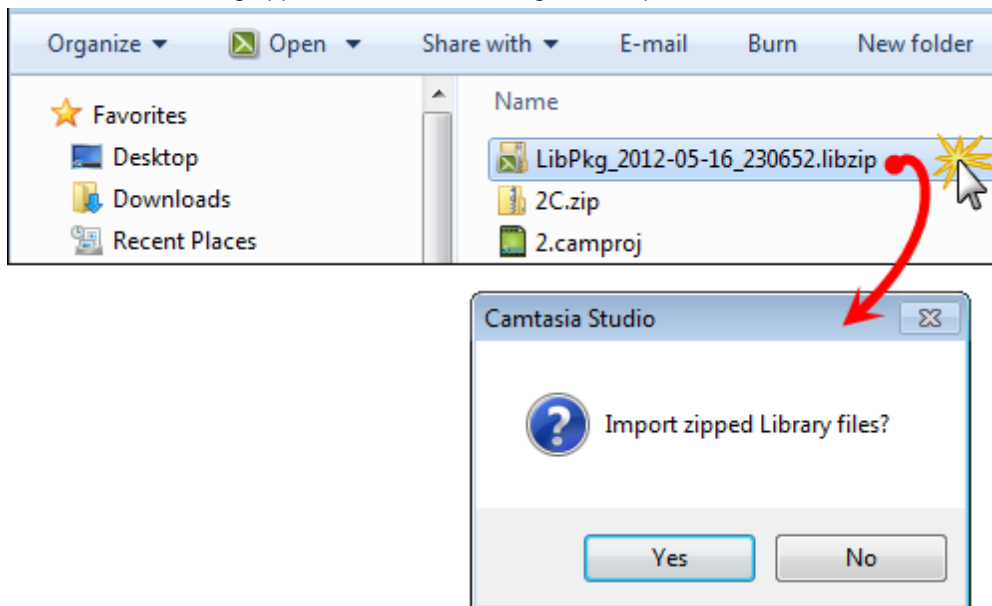 Organize Open Share with E-mail Burn New folder
Favorites
Desktop
Downloads
Recent Places
Name
LibPkg_2012-05-16_230652.libzip
2C.zip
2.camproj
Camtasia Studio
Import zipped Library files?
Yes No